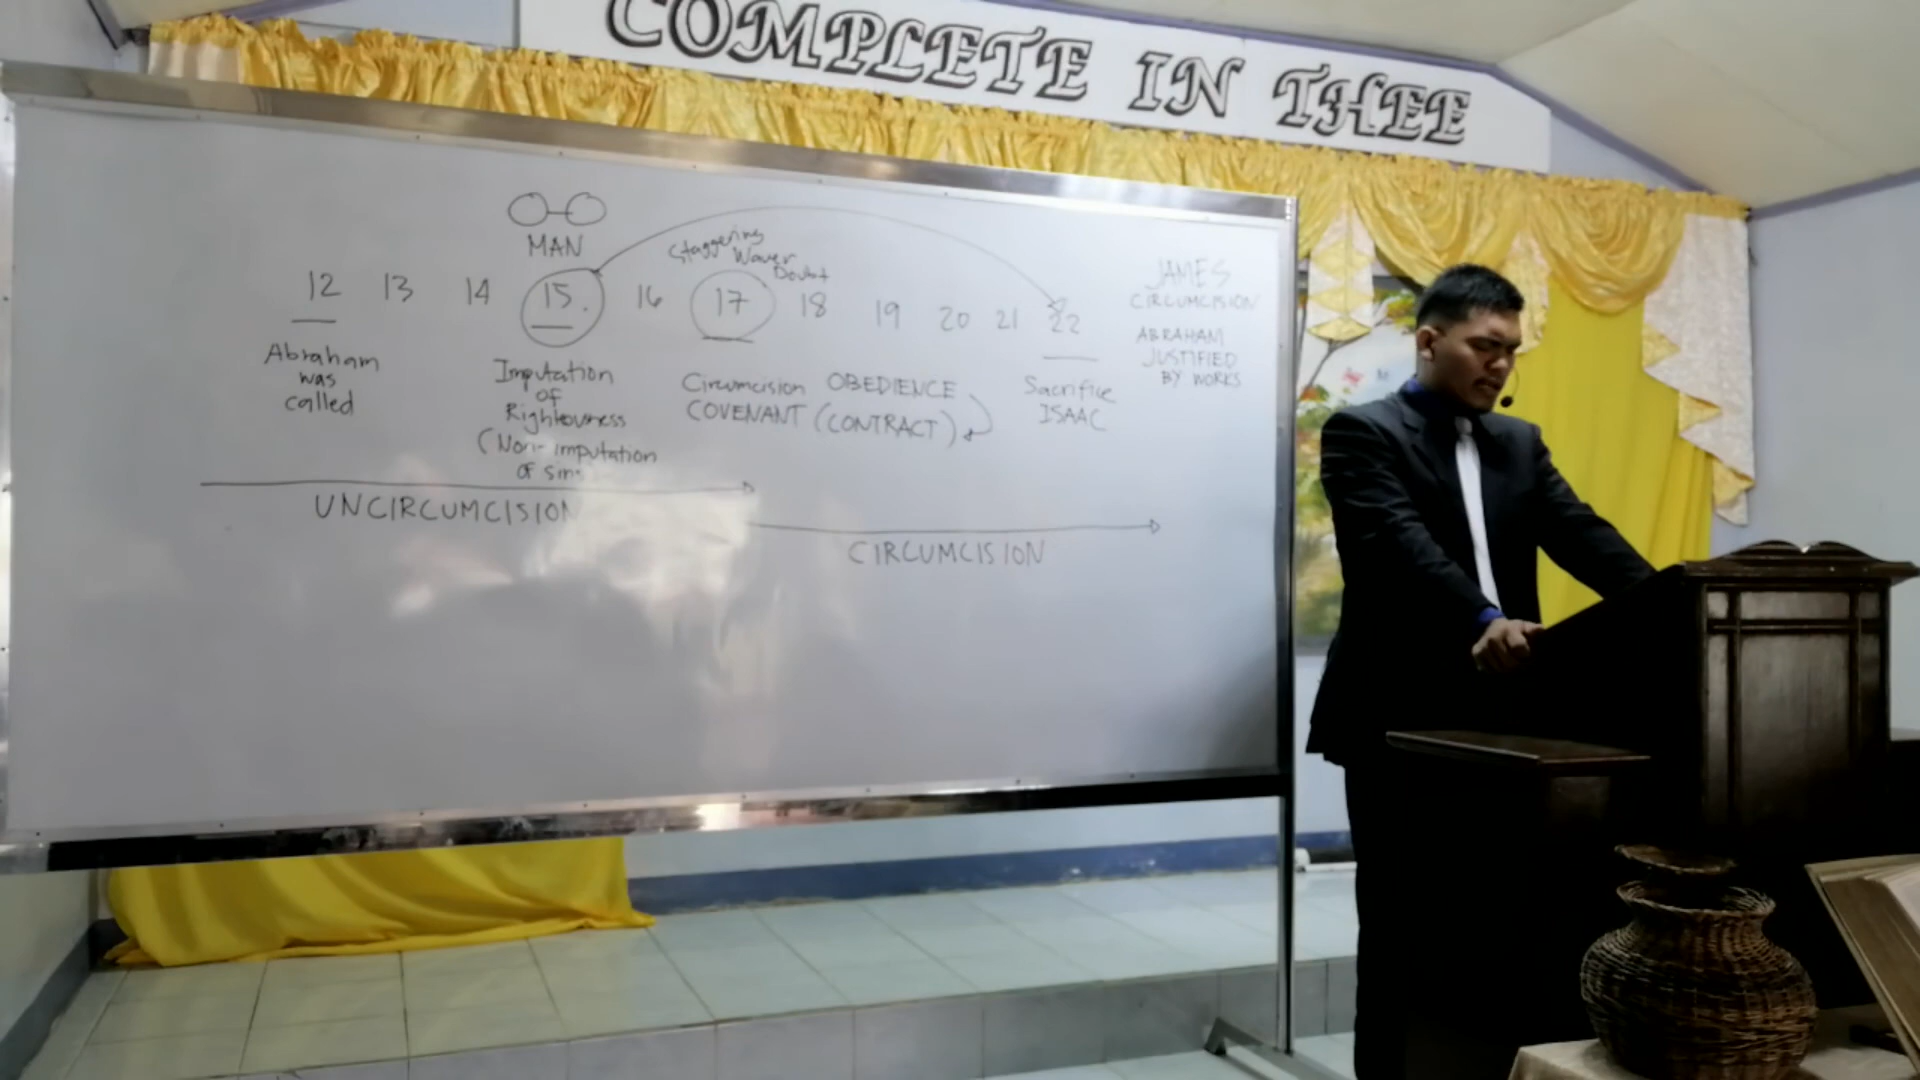 COMPLETE IN THEE
MAN
Staggering
Waver
Doubt
12 13 14 15. 16 17 18 19 20 21 22
Abraham
was
called
Imputation
of
Righteousness
(Non-imputation
of sins)
Circumcision OBEDIENCE
COVENANT (CONTRACT)
Sacrifice
ISAAC
JAMES
CIRCUMCISION
ABRAHAM
JUSTIFIED
BY WORKS
UNCIRCUMCISION
CIRCUMCISION